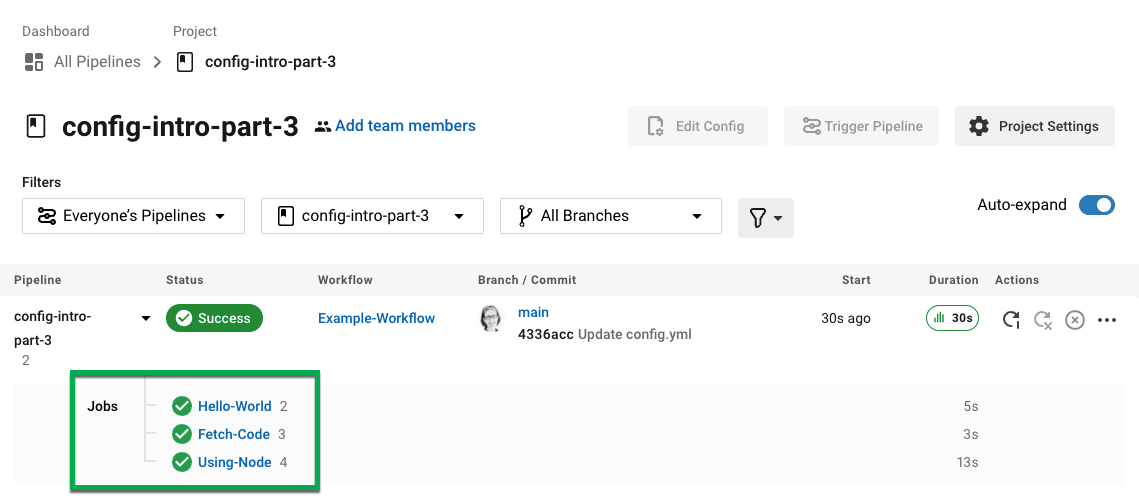 Dashboard Project
All Pipelines config-intro-part-3
config-intro-part-3 Add team members Edit Config Trigger Pipeline Project Settings
Filters
Everyone's Pipelines config-intro-part-3 All Branches Auto-expand
Pipeline Status Workflow Branch / Commit Start Duration Actions
config-intro-
part-3
2
Success Example-Workflow
main
4336acc Update config.yml
30s ago 30s
Jobs Hello-World 2 5s
Fetch-Code 3 3s
Using-Node 4 13s